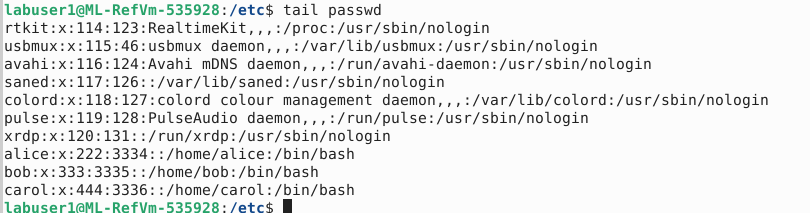 labuser1@ML-RefVm-535928:/etc$ tail passwd
rtkit:x:114:123:RealtimeKit,,,:/proc:/usr/sbin/nologin
usbmux:x:115:46:usbmux daemon,,,:/var/lib/usbmux:/usr/sbin/nologin
avahi:x:116:124:Avahi mDNS daemon,,,:/run/avahi-daemon:/usr/sbin/nologin
saned:x:117:126::/var/lib/saned:/usr/sbin/nologin
colord:x:118:127:colord colour management daemon,,,:/var/lib/colord:/usr/sbin/nologin
pulse:x:119:128:PulseAudio daemon,,,:/run/pulse:/usr/sbin/nologin
xrdp:x:120:131::/run/xrdp:/usr/sbin/nologin
alice:x:222:3334::/home/alice:/bin/bash
bob:x:333:3335::/home/bob:/bin/bash
carol:x:444:3336::/home/carol:/bin/bash
labuser1@ML-RefVm-535928:/etc$